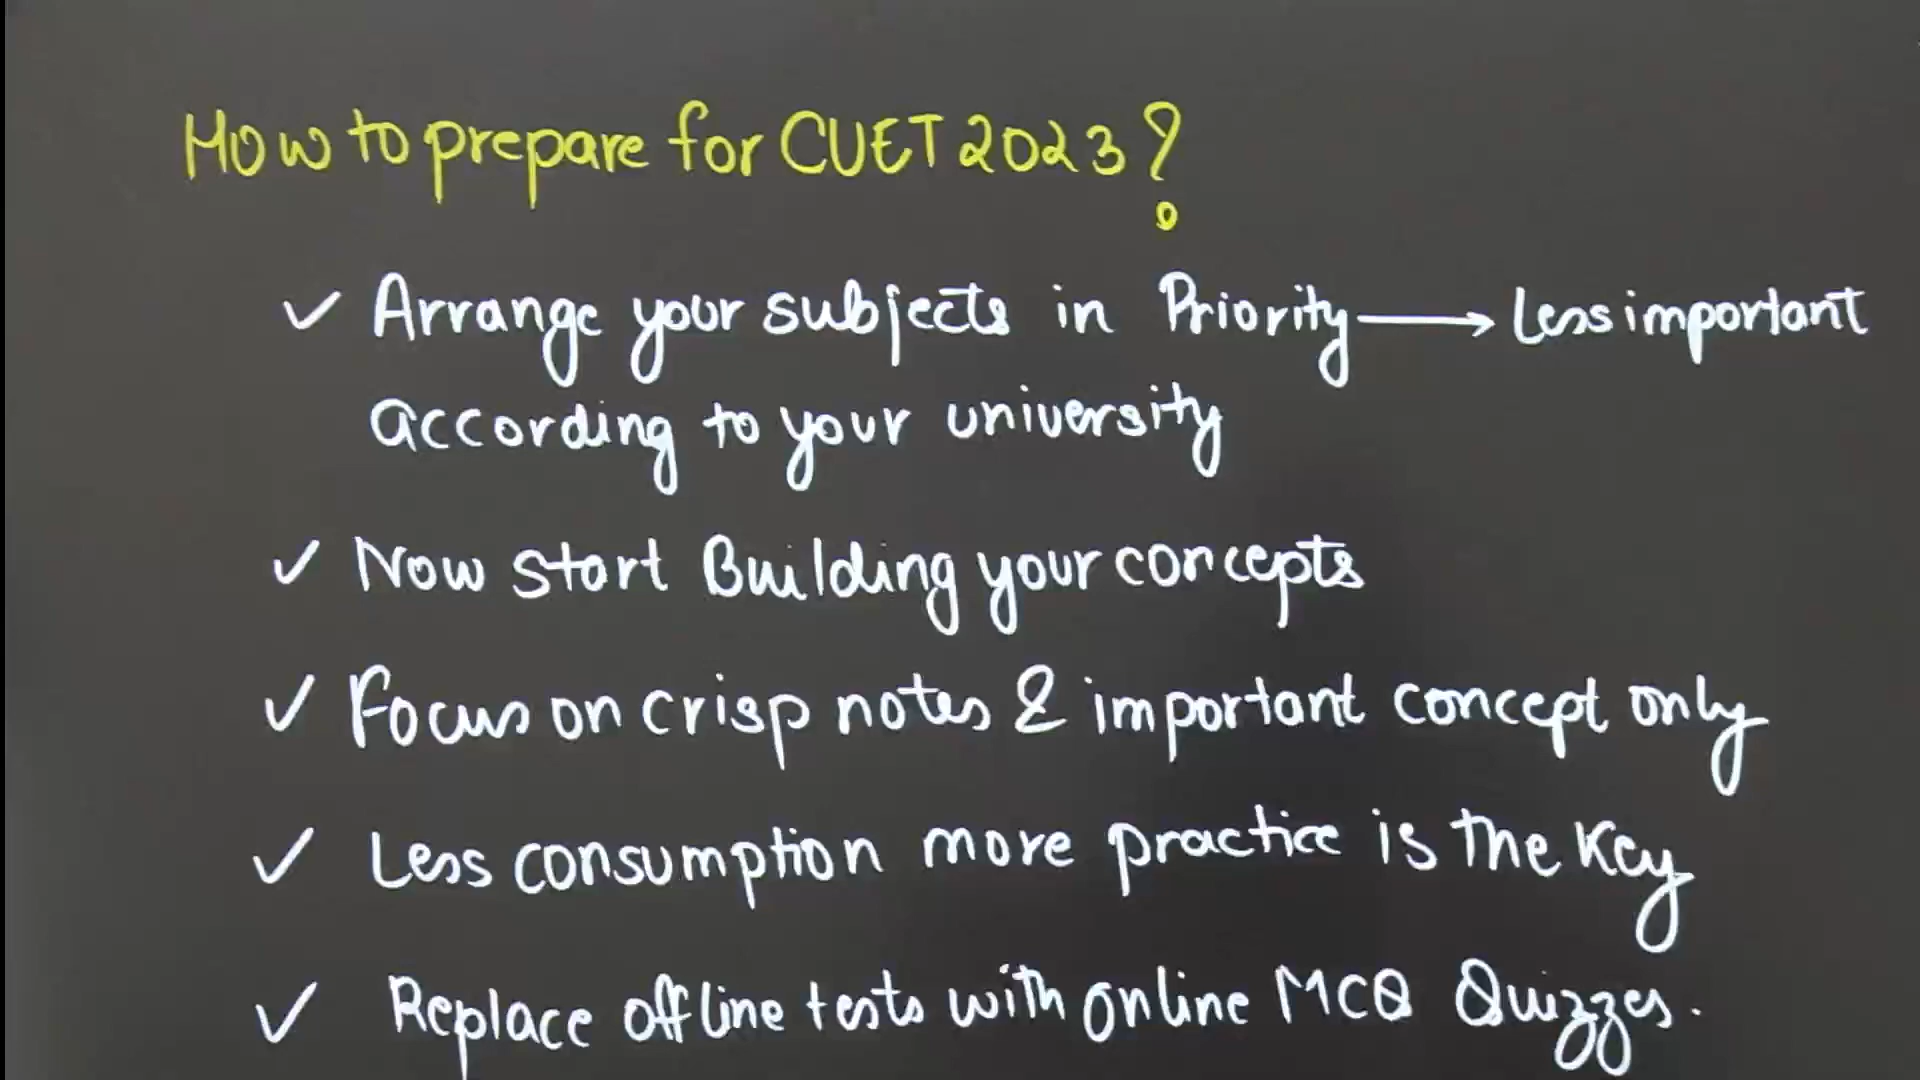 How to prepare for CUET 2023?
✓ Arrange your subjects in Priority → Less important
according to your university
✓ Now start Building your concepts
✓ Focus on crisp notes & important concept only
✓ Less consumption more practice is the key
✓ Replace offline tests with online MCQ Quizzes.